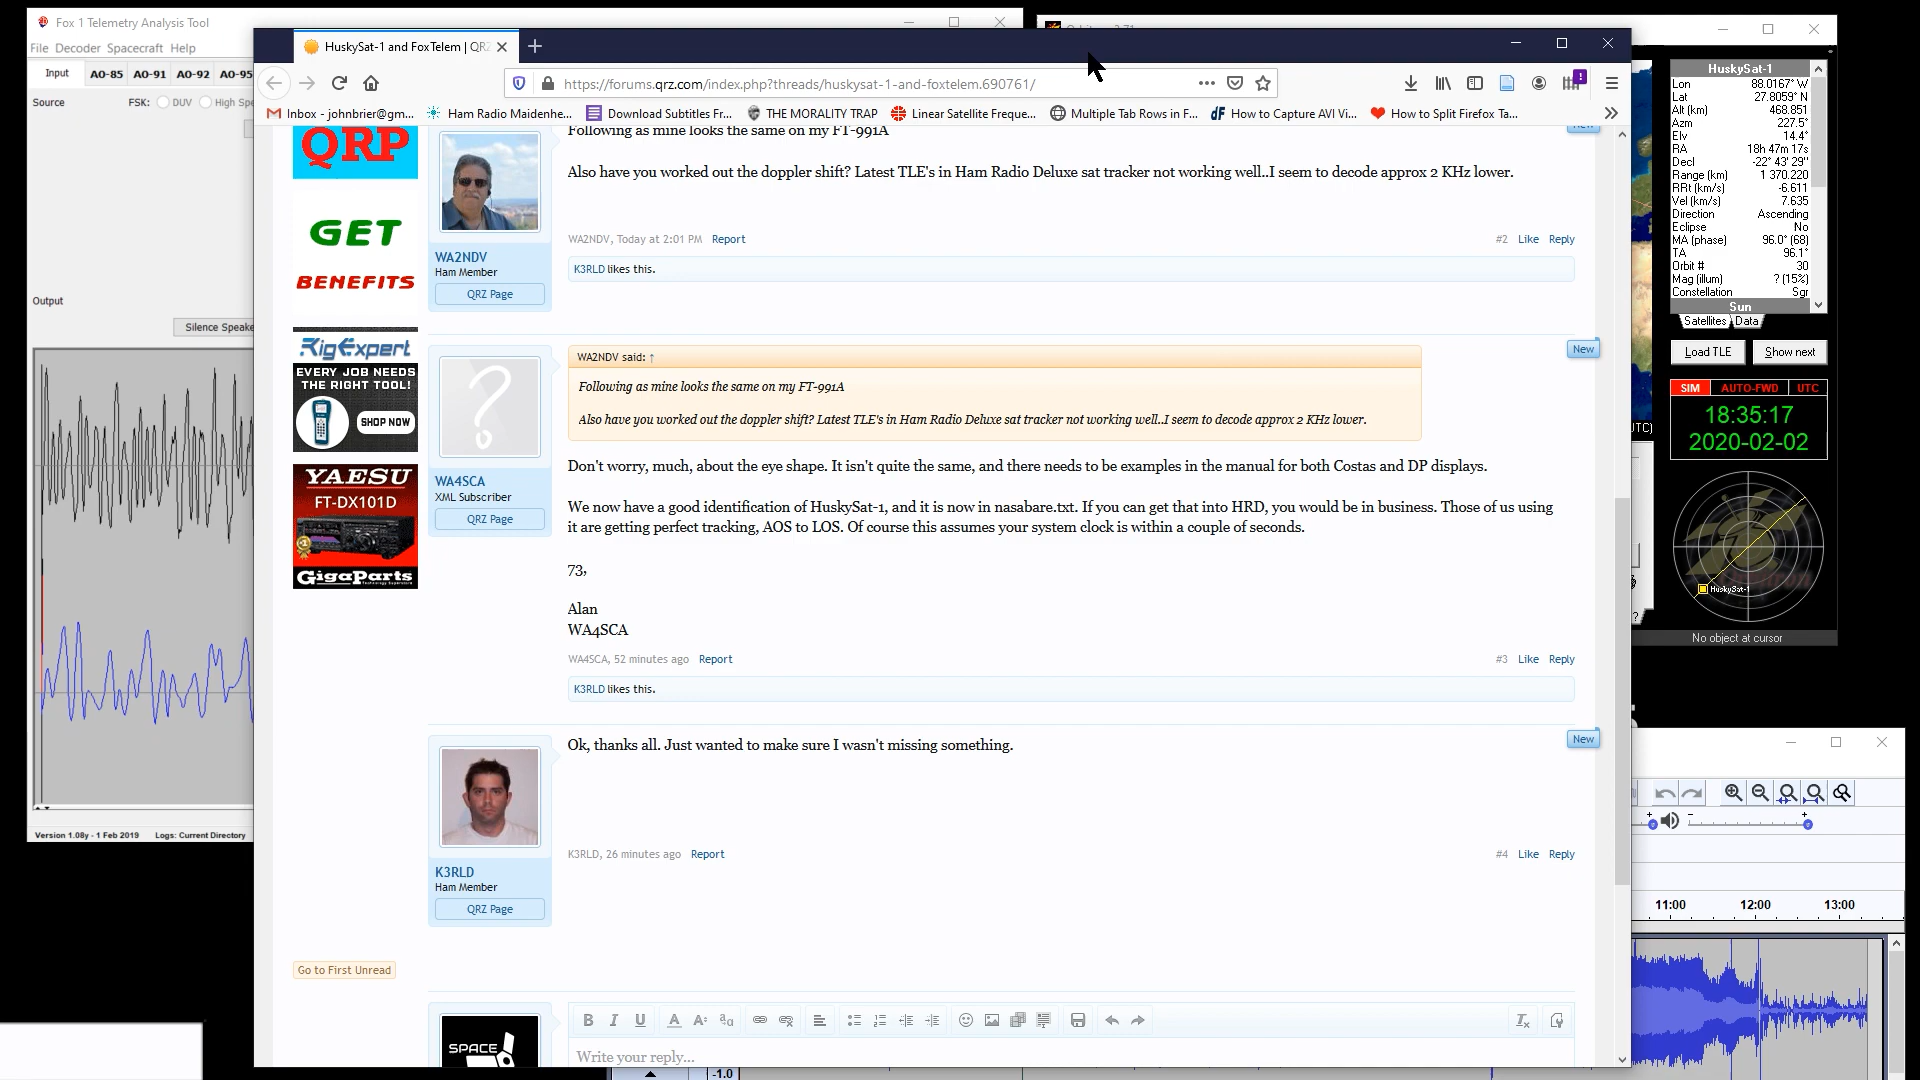 Fox 1 Telemetry Analysis Tool
File Decoder Spacecraft Help
Input AO-85 AO-91 AO-92 AO-95
Source FSK: DUV High Spe
Output
Silence Speake
Version 1.08y - 1 Feb 2019 Logs: Current Directory
HuskySat-1 and FoxTelem | QRZ
https://forums.qrz.com/index.php?threads/huskysat-1-and-foxtelem.690761/
1
Inbox - johnbrier@gm...
Ham Radio Maidenhe...
Download Subtitles Fr...
THE MORALITY TRAP
Linear Satellite Freque...
Multiple Tab Rows in F...
How to Capture AVI Vi...
How to Split Firefox Ta...
QRP
GET
BENEFITS
RigExpert
EVERY JOB NEEDS
THE RIGHT TOOL!
SHOP NOW
YAESU
FT-DX101D
GigaParts
Following as mine looks the same on my FT-991A
New
Also have you worked out the doppler shift? Latest TLE's in Ham Radio Deluxe sat tracker not working well..I seem to decode approx 2 KHz lower.
WA2NDV
Ham Member
QRZ Page
WA2NDV, Today at 2:01 PM Report
#2 Like Reply
K3RLD likes this.
New
WA2NDV said: ↑
Following as mine looks the same on my FT-991A
Also have you worked out the doppler shift? Latest TLE's in Ham Radio Deluxe sat tracker not working well..I seem to decode approx 2 KHz lower.
WA4SCA
XML Subscriber
QRZ Page
Don't worry, much, about the eye shape. It isn't quite the same, and there needs to be examples in the manual for both Costas and DP displays.
We now have a good identification of HuskySat-1, and it is now in nasabare.txt. If you can get that into HRD, you would be in business. Those of us using
it are getting perfect tracking, AOS to LOS. Of course this assumes your system clock is within a couple of seconds.
73,
Alan
WA4SCA
WA4SCA, 52 minutes ago Report
#3 Like Reply
K3RLD likes this.
New
Ok, thanks all. Just wanted to make sure I wasn't missing something.
K3RLD
Ham Member
QRZ Page
K3RLD, 26 minutes ago Report
#4 Like Reply
Go to First Unread
SPACE
B I U A
Write your reply...
HuskySat-1
Lon 88.0167° W
Lat 27.8059° N
Alt (km) 468.851
Azm 227.5°
Elv 14.4°
RA 18h 47m 17s
Decl -22° 43' 29"
Range (km) 1 370.220
RRt (km/s) -6.611
Vel (km/s) 7.635
Direction Ascending
Eclipse No
MA (phase) 96.0° (68)
TA 96.1°
Orbit # 30
Mag (illum) ? (15%)
Constellation Sgr
Sun
Satellites Data
Load TLE Show next
SIM AUTO-FWD UTC
18:35:17
2020-02-02
HuskySat-1
No object at cursor
11:00 12:00 13:00
-1.0